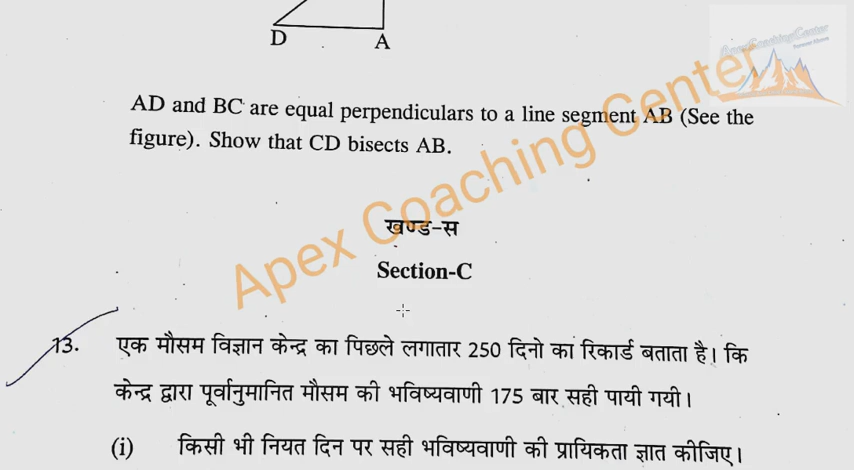 D
A
AD and BC are equal perpendiculars to a line segment AB (See the
figure). Show that CD bisects AB.
Apex Coaching Center
खण्ड-स
Section-C
13. एक मौसम विज्ञान केन्द्र का पिछले लगातार 250 दिनो का रिकार्ड बताता है। कि
केन्द्र द्वारा पूर्वानुमानित मौसम की भविष्यवाणी 175 बार सही पायी गयी।
(i) किसी भी नियत दिन पर सही भविष्यवाणी की प्रायिकता ज्ञात कीजिए।